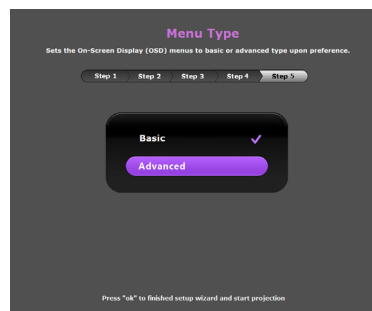 Menu Type
Sets the On-Screen Display (OSD) menus to basic or advanced type upon preference.
Step 1 Step 2 Step 3 Step 4 Step 5
Basic
Advanced
Press "ok" to finished setup wizard and start projection